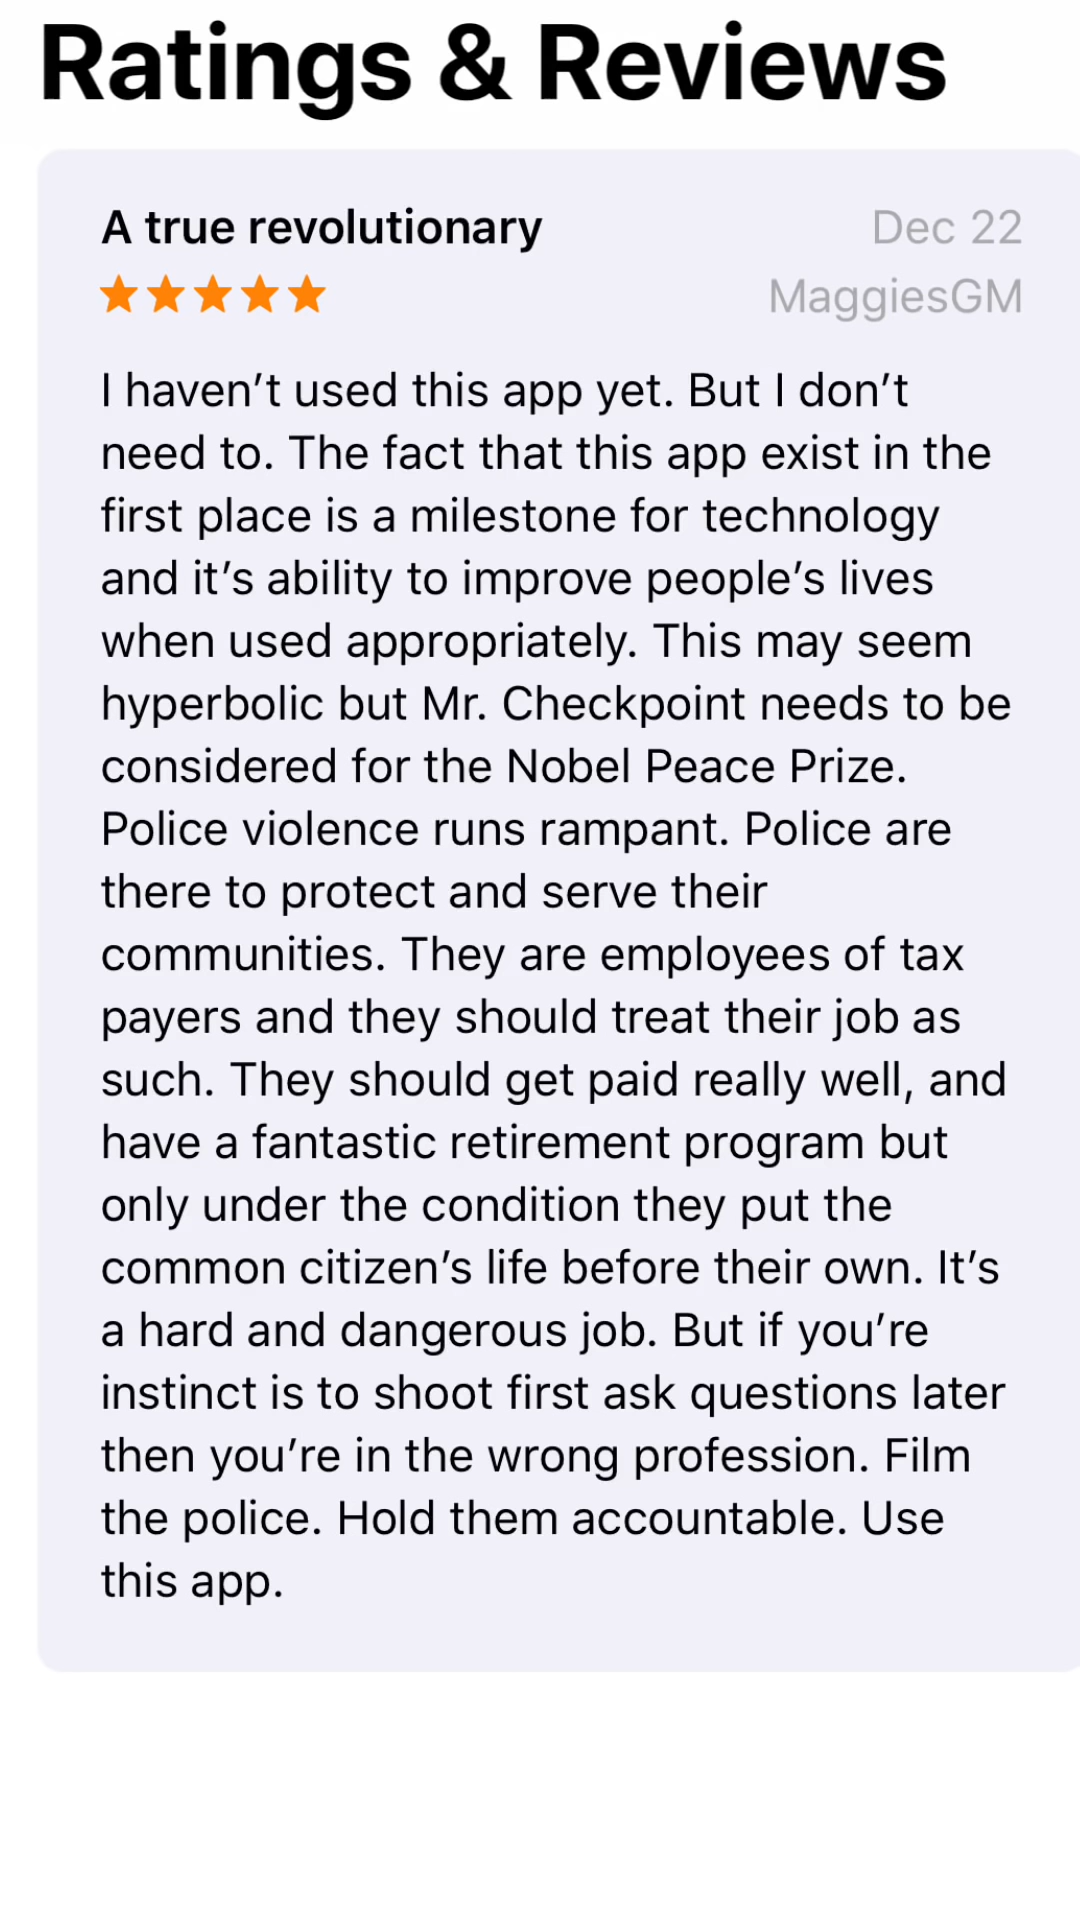 Ratings & Reviews
A true revolutionary
Dec 22
MaggiesGM
I haven’t used this app yet. But I don’t
need to. The fact that this app exist in the
first place is a milestone for technology
and it’s ability to improve people’s lives
when used appropriately. This may seem
hyperbolic but Mr. Checkpoint needs to be
considered for the Nobel Peace Prize.
Police violence runs rampant. Police are
there to protect and serve their
communities. They are employees of tax
payers and they should treat their job as
such. They should get paid really well, and
have a fantastic retirement program but
only under the condition they put the
common citizen’s life before their own. It’s
a hard and dangerous job. But if you’re
instinct is to shoot first ask questions later
then you’re in the wrong profession. Film
the police. Hold them accountable. Use
this app.